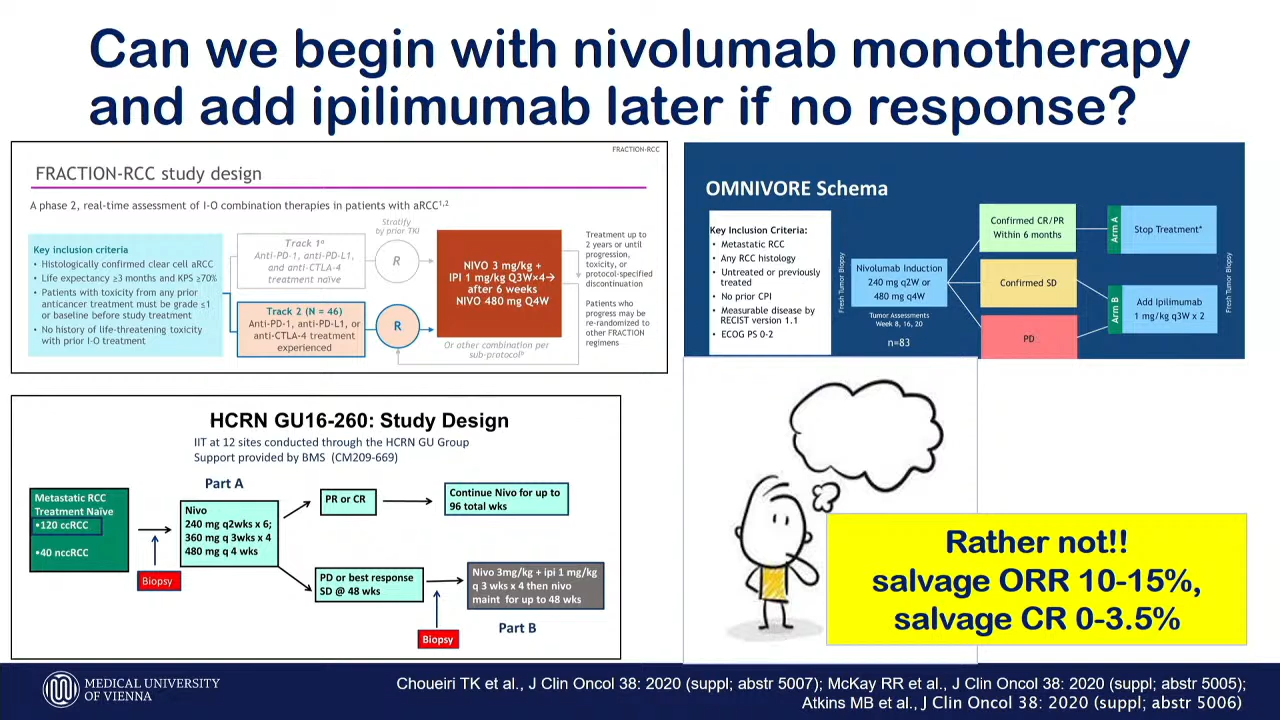 Can we begin with nivolumab monotherapy
and add ipilimumab later if no response?
FRACTION-RCC
FRACTION-RCC study design
A phase 2, real-time assessment of I-O combination therapies in patients with aRCC1,2
Key inclusion criteria
• Histologically confirmed clear cell aRCC
• Life expectancy ≥3 months and KPS ≥70%
• Patients with toxicity from any prior
anticancer treatment must be grade ≤1
or baseline before study treatment
• No history of life-threatening toxicity
with prior I-O treatment
Track 1a
Anti-PD-1, anti-PD-L1,
and anti-CTLA-4
treatment naïve
Track 2 (N = 46)
Anti-PD-1, anti-PD-L1, or
anti-CTLA-4 treatment
experienced
Stratify
by prior TKI
R
R
NIVO 3 mg/kg +
IPI 1 mg/kg Q3W×4→
after 6 weeks
NIVO 480 mg Q4W
Or other combination per
sub-protocolb
Treatment up to
2 years or until
progression,
toxicity, or
protocol-specified
discontinuation
Patients who
progress may be
re-randomized to
other FRACTION
regimens
OMNIVORE Schema
Key Inclusion Criteria:
• Metastatic RCC
• Any RCC histology
• Untreated or previously
treated
• No prior CPI
• Measurable disease by
RECIST version 1.1
• ECOG PS 0-2
Fresh Tumor Biopsy
Nivolumab Induction
240 mg q2W or
480 mg q4W
Tumor Assessments
Week 8, 16, 20
n=83
Confirmed CR/PR
Within 6 months
Confirmed SD
PD
Arm A
Stop Treatment*
Arm B
Add Ipilimumab
1 mg/kg q3W x 2
Fresh Tumor Biopsy
HCRN GU16-260: Study Design
IIT at 12 sites conducted through the HCRN GU Group
Support provided by BMS (CM209-669)
Part A
Metastatic RCC
Treatment Naïve
•120 ccRCC
•40 nccRCC
Biopsy
Nivo
240 mg q2wks x 6;
360 mg q 3wks x 4
480 mg q 4 wks
PR or CR
Continue Nivo for up to
96 total wks
PD or best response
SD @ 48 wks
Biopsy
Nivo 3mg/kg + ipi 1 mg/kg
q 3 wks x 4 then nivo
maint for up to 48 wks
Part B
Rather not!!
salvage ORR 10-15%,
salvage CR 0-3.5%
MEDICAL UNIVERSITY
OF VIENNA
Choueiri TK et al., J Clin Oncol 38: 2020 (suppl; abstr 5007); McKay RR et al., J Clin Oncol 38: 2020 (suppl; abstr 5005);
Atkins MB et al., J Clin Oncol 38: 2020 (suppl; abstr 5006)